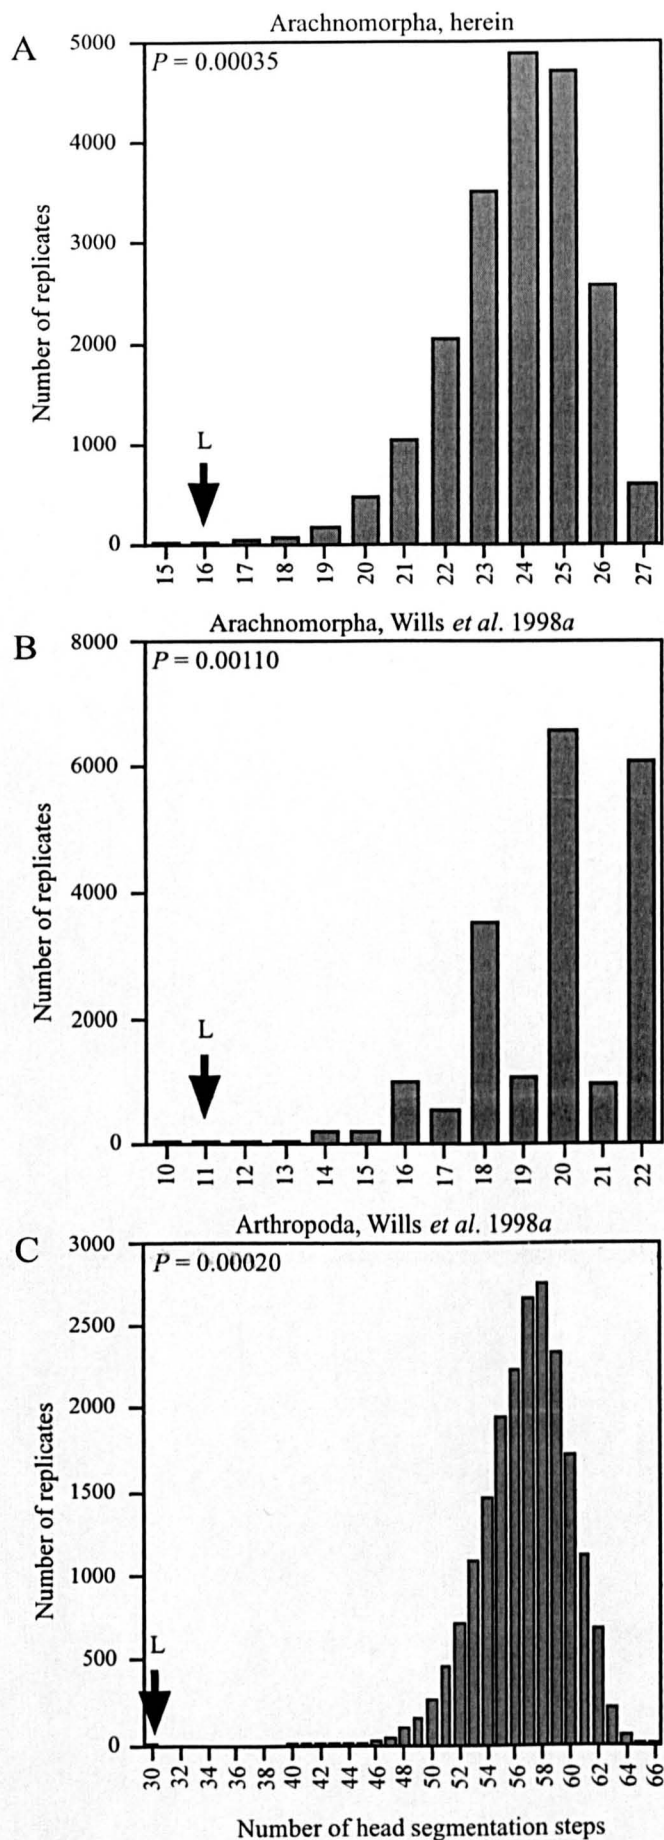 Arachnomorpha, herein
A
P = 0.00035
5000
4000
3000
2000
1000
0
Number of replicates
L
15 16 17 18 19 20 21 22 23 24 25 26 27
Arachnomorpha, Wills et al. 1998a
B
P = 0.00110
8000
6000
4000
2000
0
Number of replicates
L
10 11 12 13 14 15 16 17 18 19 20 21 22
Arthropoda, Wills et al. 1998a
C
P = 0.00020
3000
2500
2000
1500
1000
500
0
Number of replicates
L
30 32 34 36 38 40 42 44 46 48 50 52 54 56 58 60 62 64 66
Number of head segmentation steps